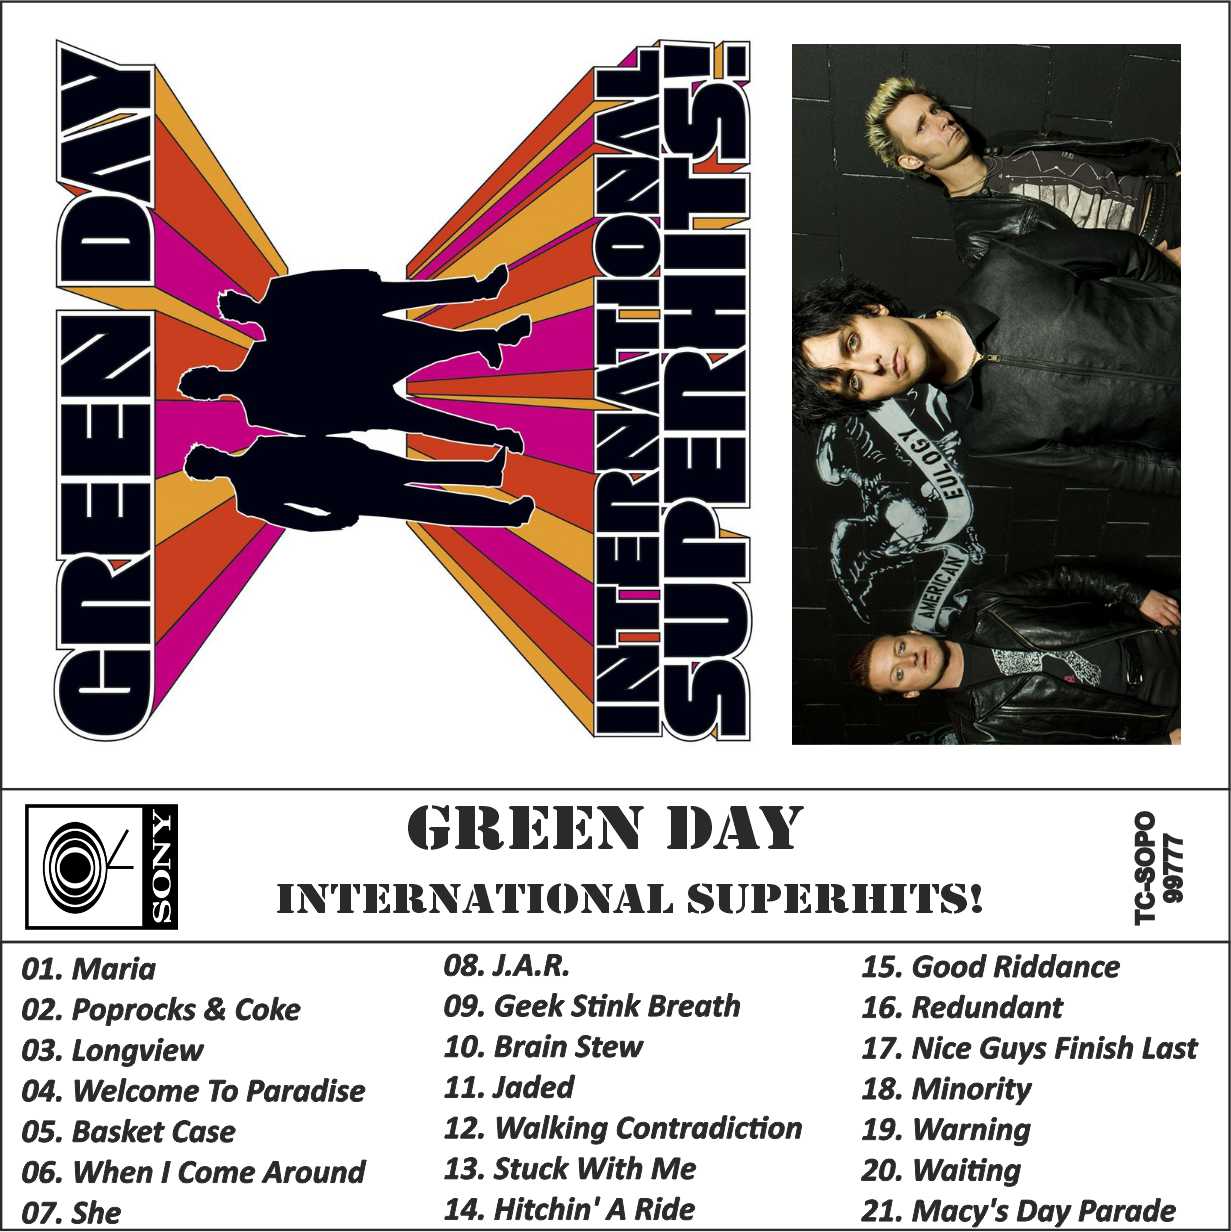 GREEN DAY
INTERNATIONAL
SUPERHITS!
EULOGY
AMERICAN
SONY
GREEN DAY
INTERNATIONAL SUPERHITS!
TC-SOPO
99777
01. Maria
02. Poprocks & Coke
03. Longview
04. Welcome To Paradise
05. Basket Case
06. When I Come Around
07. She
08. J.A.R.
09. Geek Stink Breath
10. Brain Stew
11. Jaded
12. Walking Contradiction
13. Stuck With Me
14. Hitchin' A Ride
15. Good Riddance
16. Redundant
17. Nice Guys Finish Last
18. Minority
19. Warning
20. Waiting
21. Macy's Day Parade